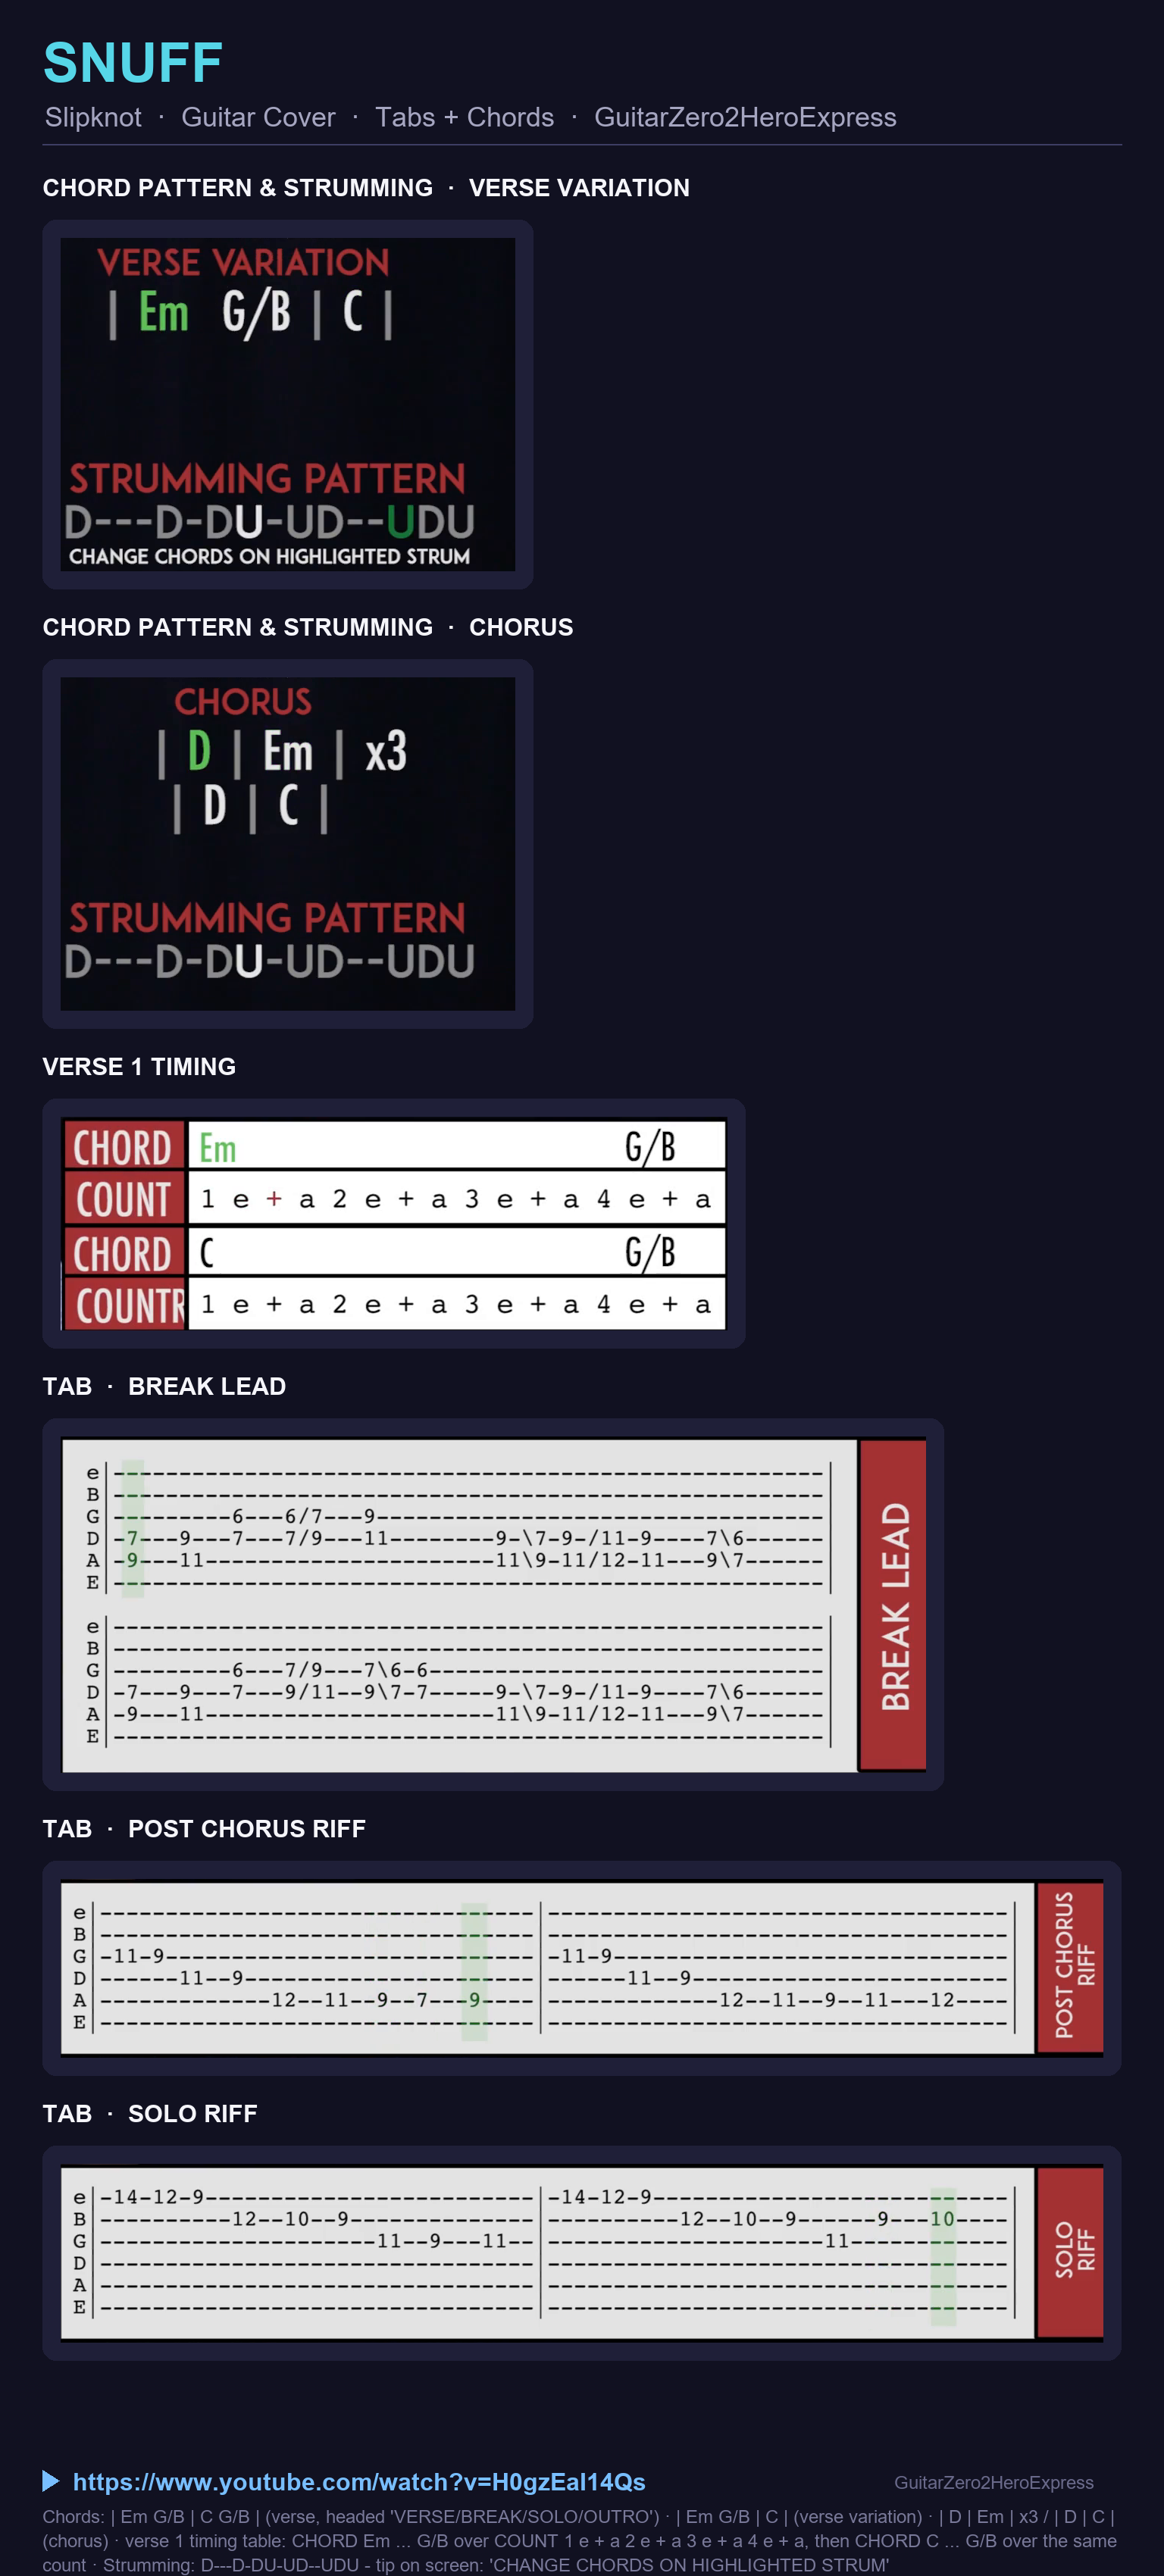 SNUFF
Slipknot · Guitar Cover · Tabs + Chords · GuitarZero2HeroExpress
CHORD PATTERN & STRUMMING · VERSE VARIATION
VERSE VARIATION
| Em G/B | C |
STRUMMING PATTERN
D---D-DU-UD--UDU
CHANGE CHORDS ON HIGHLIGHTED STRUM
CHORD PATTERN & STRUMMING · CHORUS
CHORUS
| D | Em | x3
| D | C |
STRUMMING PATTERN
D---D-DU-UD--UDU
VERSE 1 TIMING
CHORD Em G/B
COUNT 1 e + a 2 e + a 3 e + a 4 e + a
CHORD C G/B
COUNTR 1 e + a 2 e + a 3 e + a 4 e + a
TAB · BREAK LEAD
e|------------------------------------------------------|
B|------------------------------------------------------|
G|---------6---6/7---9----------------------------------|
D|-7---9---7---7/9---11--------9-\7-9-/11-9----7\6------|
A|-9---11----------------------11\9-11/12-11---9\7------|
E|------------------------------------------------------|
BREAK LEAD
e|------------------------------------------------------|
B|------------------------------------------------------|
G|---------6---7/9---7\6-6------------------------------|
D|-7---9---7---9/11--9\7-7-----9-\7-9-/11-9----7\6------|
A|-9---11----------------------11\9-11/12-11---9\7------|
E|------------------------------------------------------|
TAB · POST CHORUS RIFF
e|---------------------------------|-----------------------------------|
B|---------------------------------|-----------------------------------|
G|-11-9----------------------------|-11-9------------------------------|
D|------11--9----------------------|------11--9------------------------|
A|-------------12--11--9--7---9----|-------------12--11--9--11---12----|
E|---------------------------------|-----------------------------------|
POST CHORUS
RIFF
TAB · SOLO RIFF
e|-14-12-9-------------------------|-14-12-9---------------------------|
B|----------12--10--9--------------|----------12--10--9------9---10----|
G|---------------------11--9---11--|---------------------11------------|
D|---------------------------------|-----------------------------------|
A|---------------------------------|-----------------------------------|
E|---------------------------------|-----------------------------------|
SOLO
RIFF
https://www.youtube.com/watch?v=H0gzEaI14Qs GuitarZero2HeroExpress
Chords: | Em G/B | C G/B | (verse, headed 'VERSE/BREAK/SOLO/OUTRO') · | Em G/B | C | (verse variation) · | D | Em | x3 / | D | C |
(chorus) · verse 1 timing table: CHORD Em ... G/B over COUNT 1 e + a 2 e + a 3 e + a 4 e + a, then CHORD C ... G/B over the same
count · Strumming: D---D-DU-UD--UDU - tip on screen: 'CHANGE CHORDS ON HIGHLIGHTED STRUM'